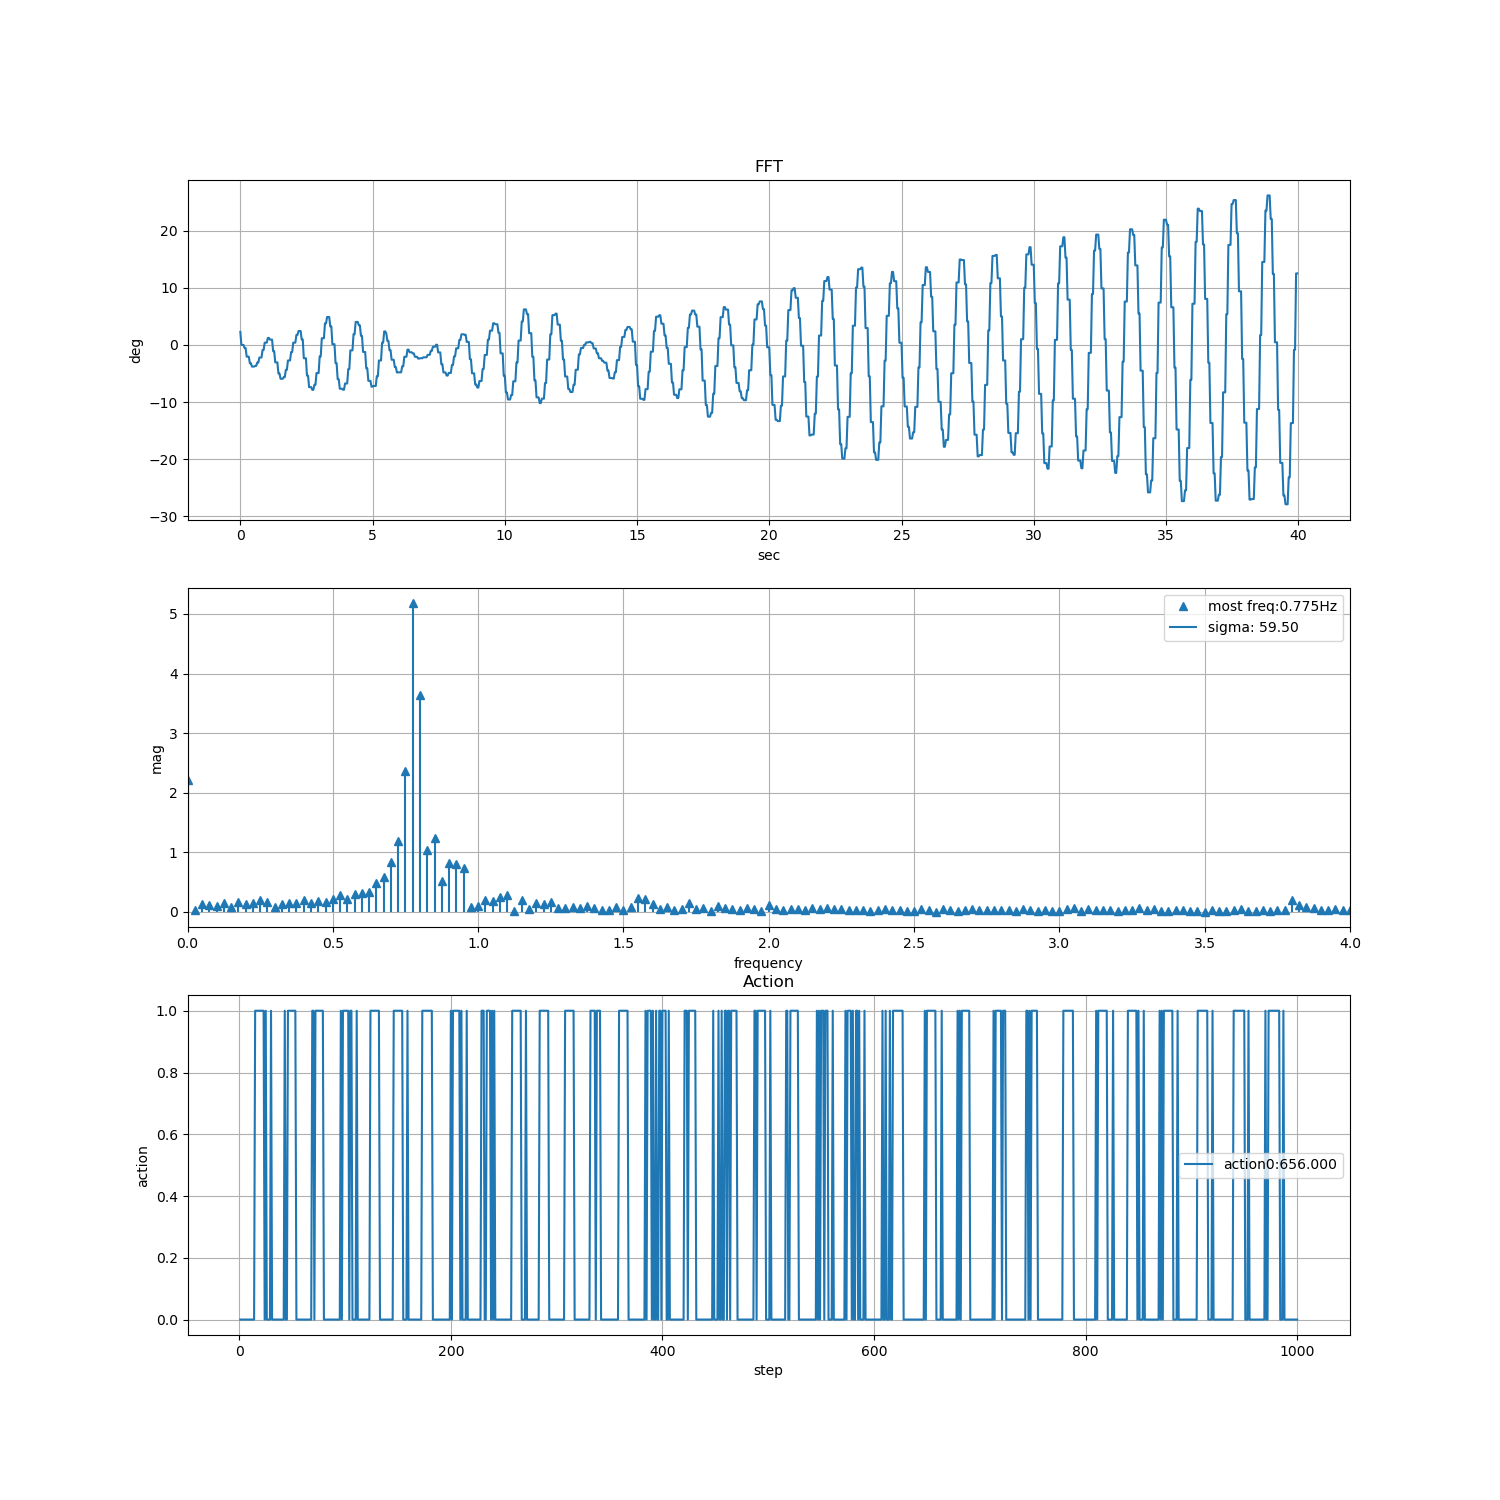 FFT
20
10
0
−10
−20
−30
deg
0 5 10 15 20 25 30 35 40
sec
5
4
3
2
1
0
mag
most freq:0.775Hz
sigma: 59.50
0.0 0.5 1.0 1.5 2.0 2.5 3.0 3.5 4.0
frequency
Action
1.0
0.8
0.6
0.4
0.2
0.0
action
action0:656.000
0 200 400 600 800 1000
step